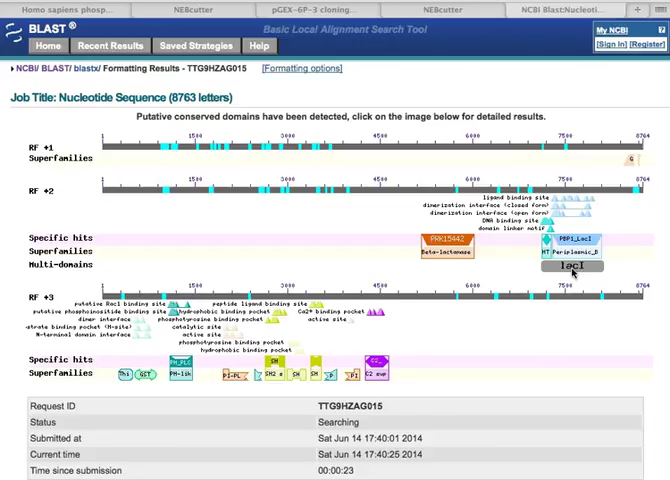 Homo sapiens phosp...
NEBcutter
pGEX-6P-3 cloning...
NEBcutter
NCBI Blast:Nucleoti...
BLAST ®
Basic Local Alignment Search Tool
My NCBI
[Sign In] [Register]
Home Recent Results Saved Strategies Help
NCBI/ BLAST/ blastx/ Formatting Results - TTG9HZAG015 [Formatting options]
Job Title: Nucleotide Sequence (8763 letters)
Putative conserved domains have been detected, click on the image below for detailed results.
1 1500 3000 4500 6000 7500 8764
RF +1
Superfamilies
G
1 1500 3000 4500 6000 7500 8764
RF +2
ligand binding site
dimerization interface (closed form)
dimerization interface (open form)
DNA binding site
domain linker motif
Specific hits
PRK15442
PBP1_LacI
Superfamilies
Beta-lactamase
HT
Periplasmic_B
Multi-domains
lacI
1 1500 3000 4500 6000 7500 8764
RF +3
putative Rac1 binding site
peptide ligand binding site
putative phosphoinositide binding site
hydrophobic binding pocket
Ca2+ binding pocket
dimer interface
phosphotyrosine binding pocket
active site
strate binding pocket (H-site)
catalytic site
N-terminal domain interface
active site
phosphotyrosine binding pocket
hydrophobic binding pocket
Specific hits
PH_PLC
SH
C2_
Superfamilies
Thi
GST
PH-lik
PI-PL
SH2 s
SH
SH
P
PI
C2 sup
Request ID TTG9HZAG015
Status Searching
Submitted at Sat Jun 14 17:40:01 2014
Current time Sat Jun 14 17:40:25 2014
Time since submission 00:00:23